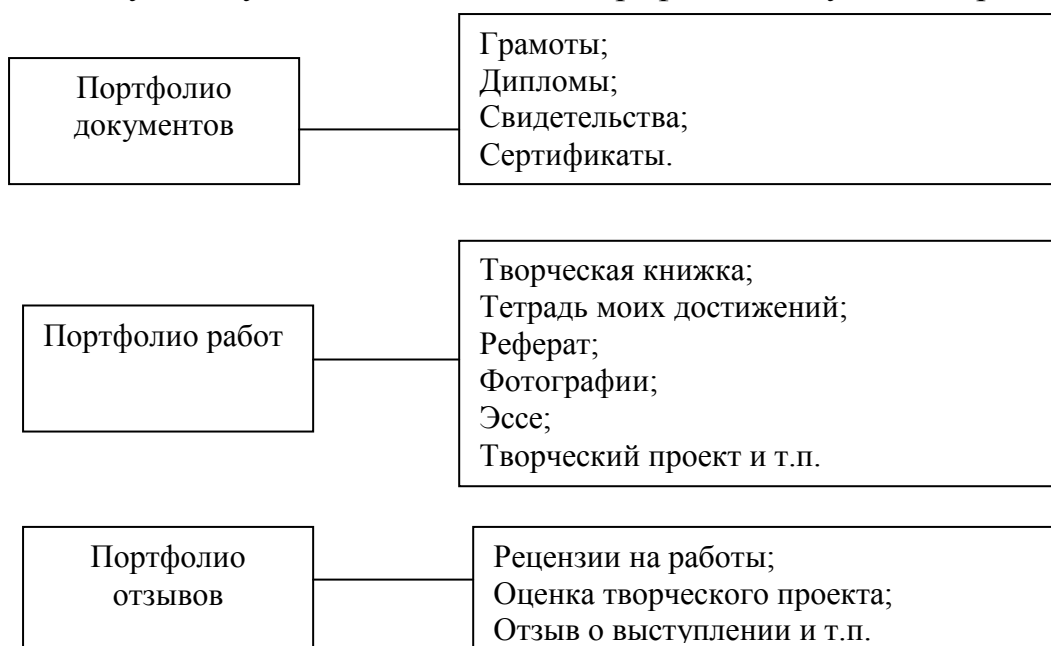 Портфолио
документов
Грамоты;
Дипломы;
Свидетельства;
Сертификаты.
Портфолио работ
Творческая книжка;
Тетрадь моих достижений;
Реферат;
Фотографии;
Эссе;
Творческий проект и т.п.
Портфолио
отзывов
Рецензии на работы;
Оценка творческого проекта;
Отзыв о выступлении и т.п.